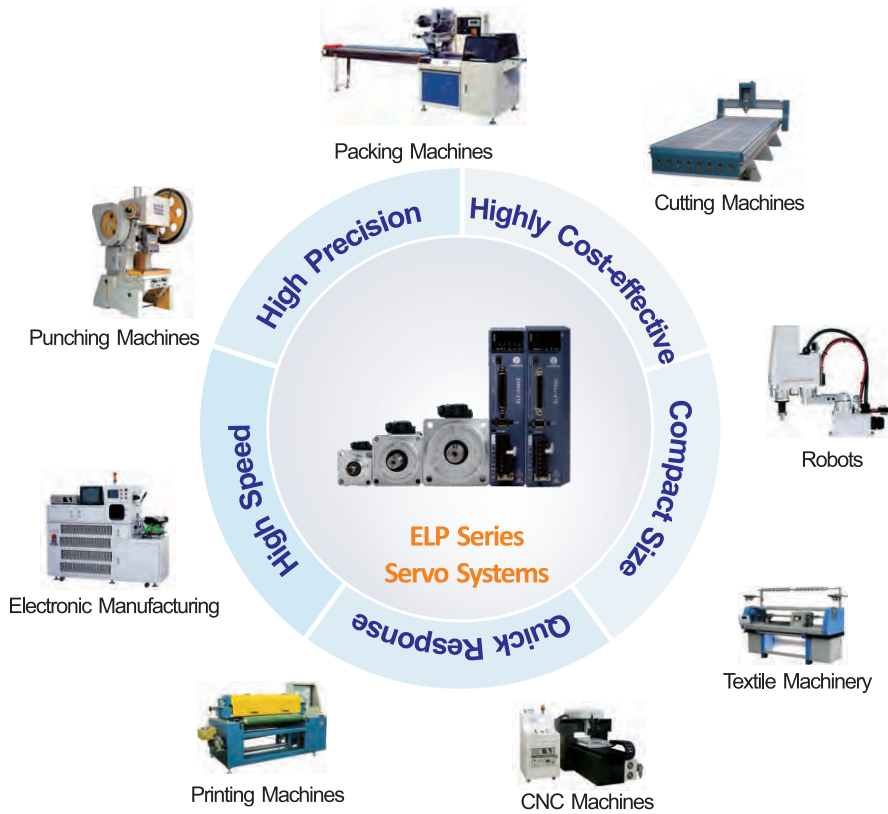 Packing Machines
Cutting Machines
Punching Machines
Robots
Electronic Manufacturing
Textile Machinery
Printing Machines
CNC Machines
High Precision
Highly Cost-effective
Compact Size
Quick Response
High Speed
ELP Series
Servo Systems